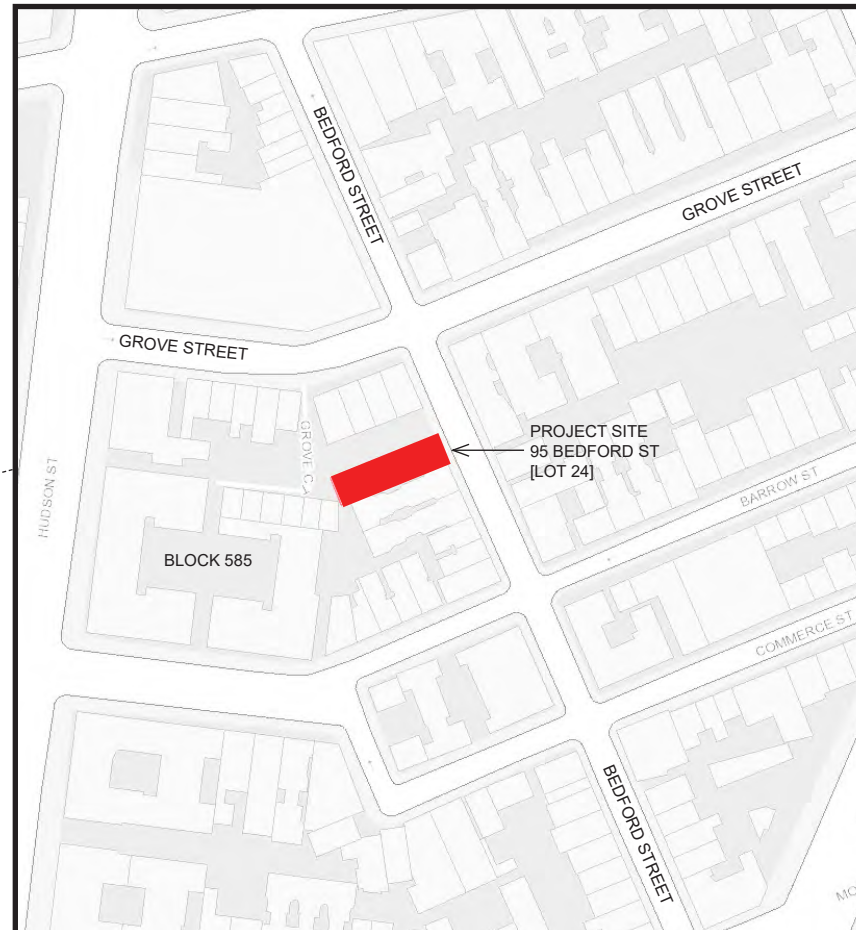 BEDFORD STREET
GROVE STREET
GROVE STREET
GROVE C
PROJECT SITE
95 BEDFORD ST
[LOT 24]
HUDSON ST
BARROW ST
BLOCK 585
COMMERCE ST
BEDFORD STREET